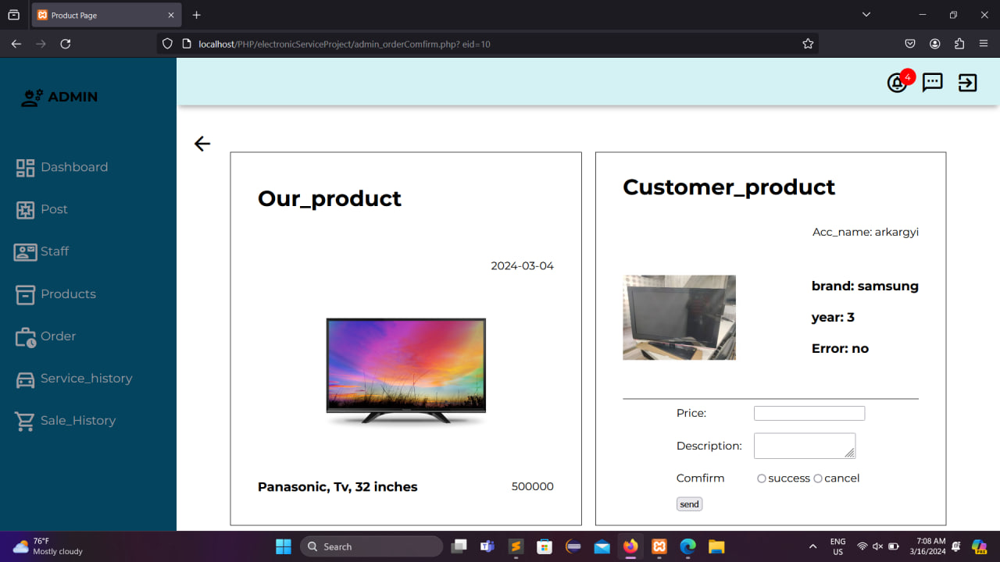 Product Page
localhost/PHP/electronicServiceProject/admin_orderComfirm.php? eid=10
ADMIN
4
Dashboard
Post
Staff
Products
Order
Service_history
Sale_History
Our_product
2024-03-04
Panasonic, Tv, 32 inches
500000
Customer_product
Acc_name: arkargyi
brand: samsung
year: 3
Error: no
Price:
Description:
Comfirm
success
cancel
send
76°F
Mostly cloudy
Search
ENG
US
7:08 AM
3/16/2024